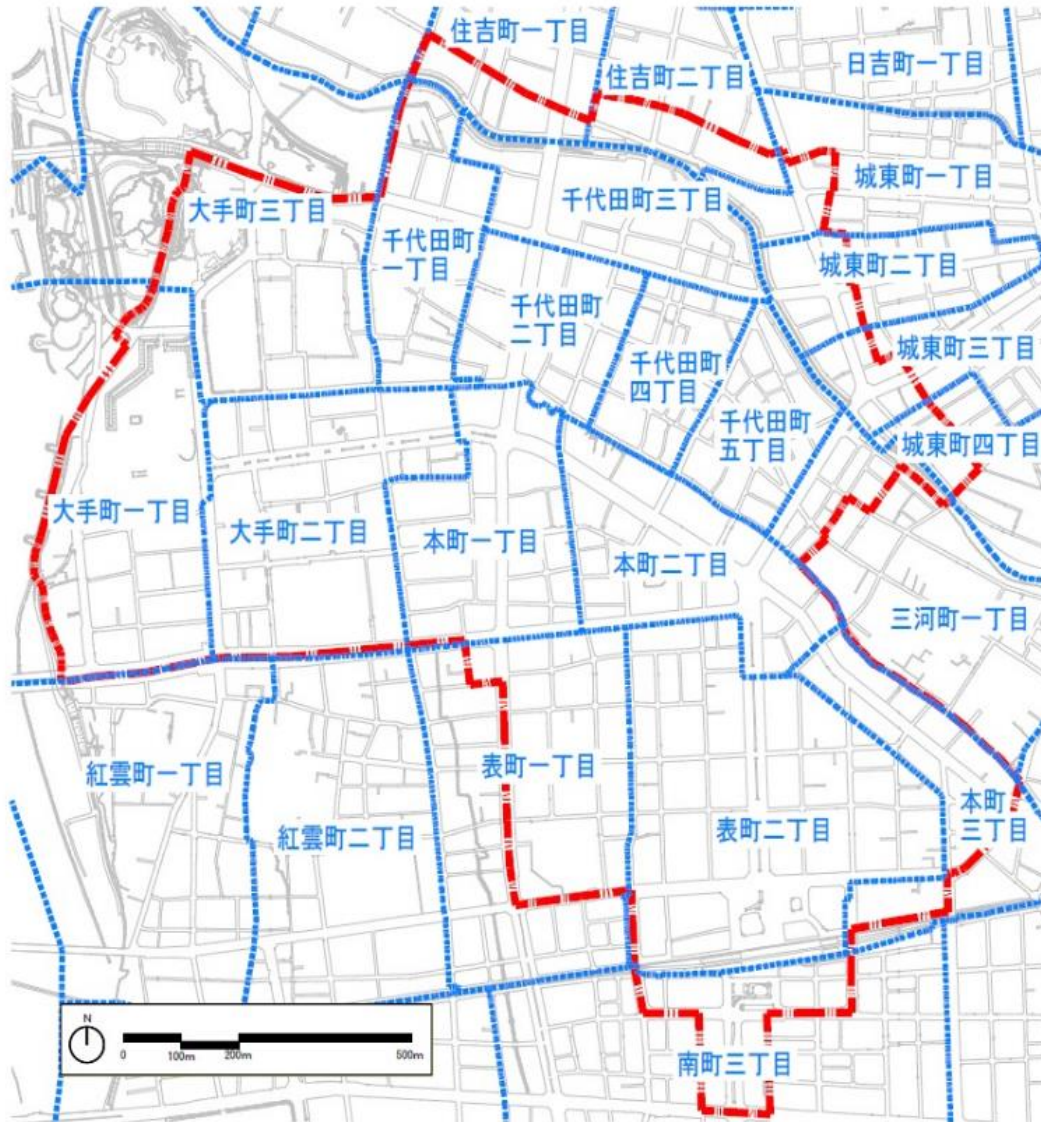 住吉町一丁目
住吉町二丁目
日吉町一丁目
城東町一丁目
大手町三丁目
千代田町三丁目
千代田町
一丁目
城東町二丁目
千代田町
二丁目
城東町三丁目
千代田町
四丁目
千代田町
五丁目
城東町四丁目
大手町一丁目
大手町二丁目
本町一丁目
本町二丁目
三河町一丁目
紅雲町一丁目
表町一丁目
本町
三丁目
紅雲町二丁目
表町二丁目
N
0 100m 200m 500m
南町三丁目